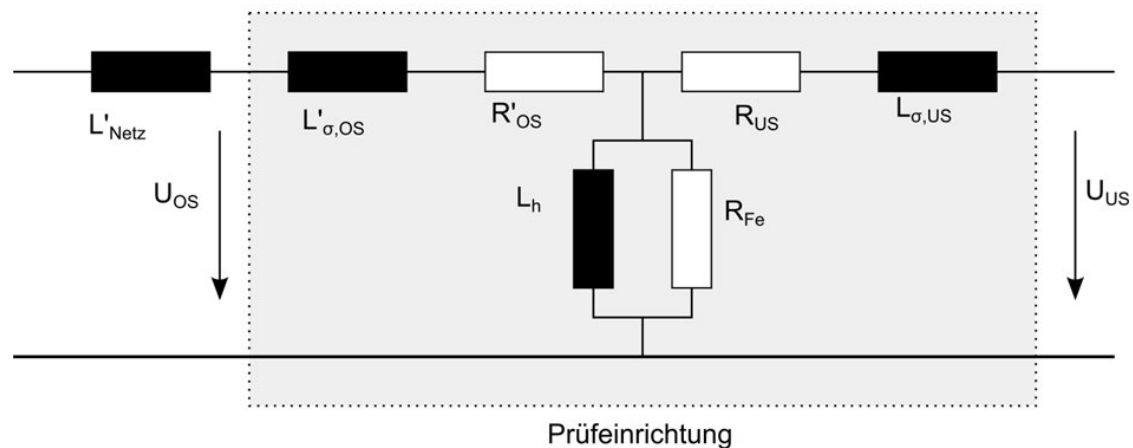 L'Netz
L'σ,OS
R'OS
RUS
Lσ,US
UOS
Lh
RFe
UUS
Prüfeinrichtung